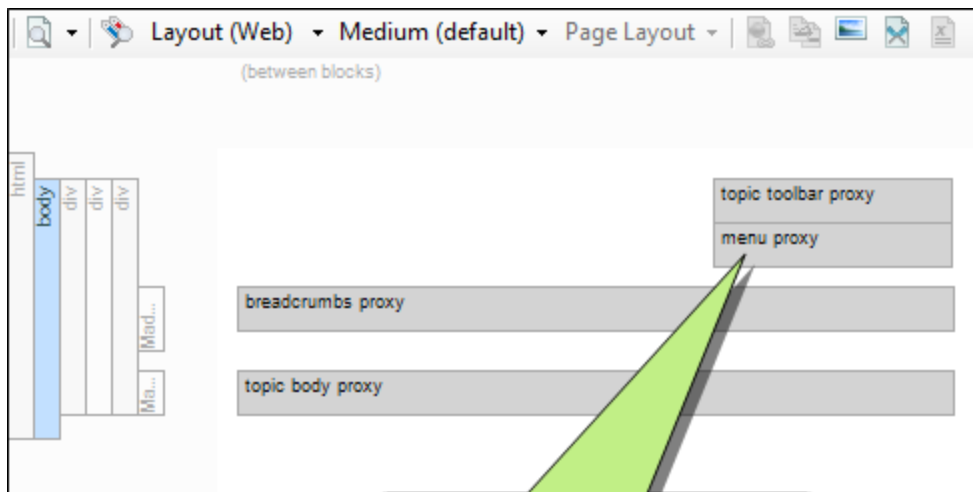 Layout (Web) Medium (default) Page Layout
(between blocks)
html
body
div
div
div
topic toolbar proxy
menu proxy
Mad...
breadcrumbs proxy
Ma...
topic body proxy